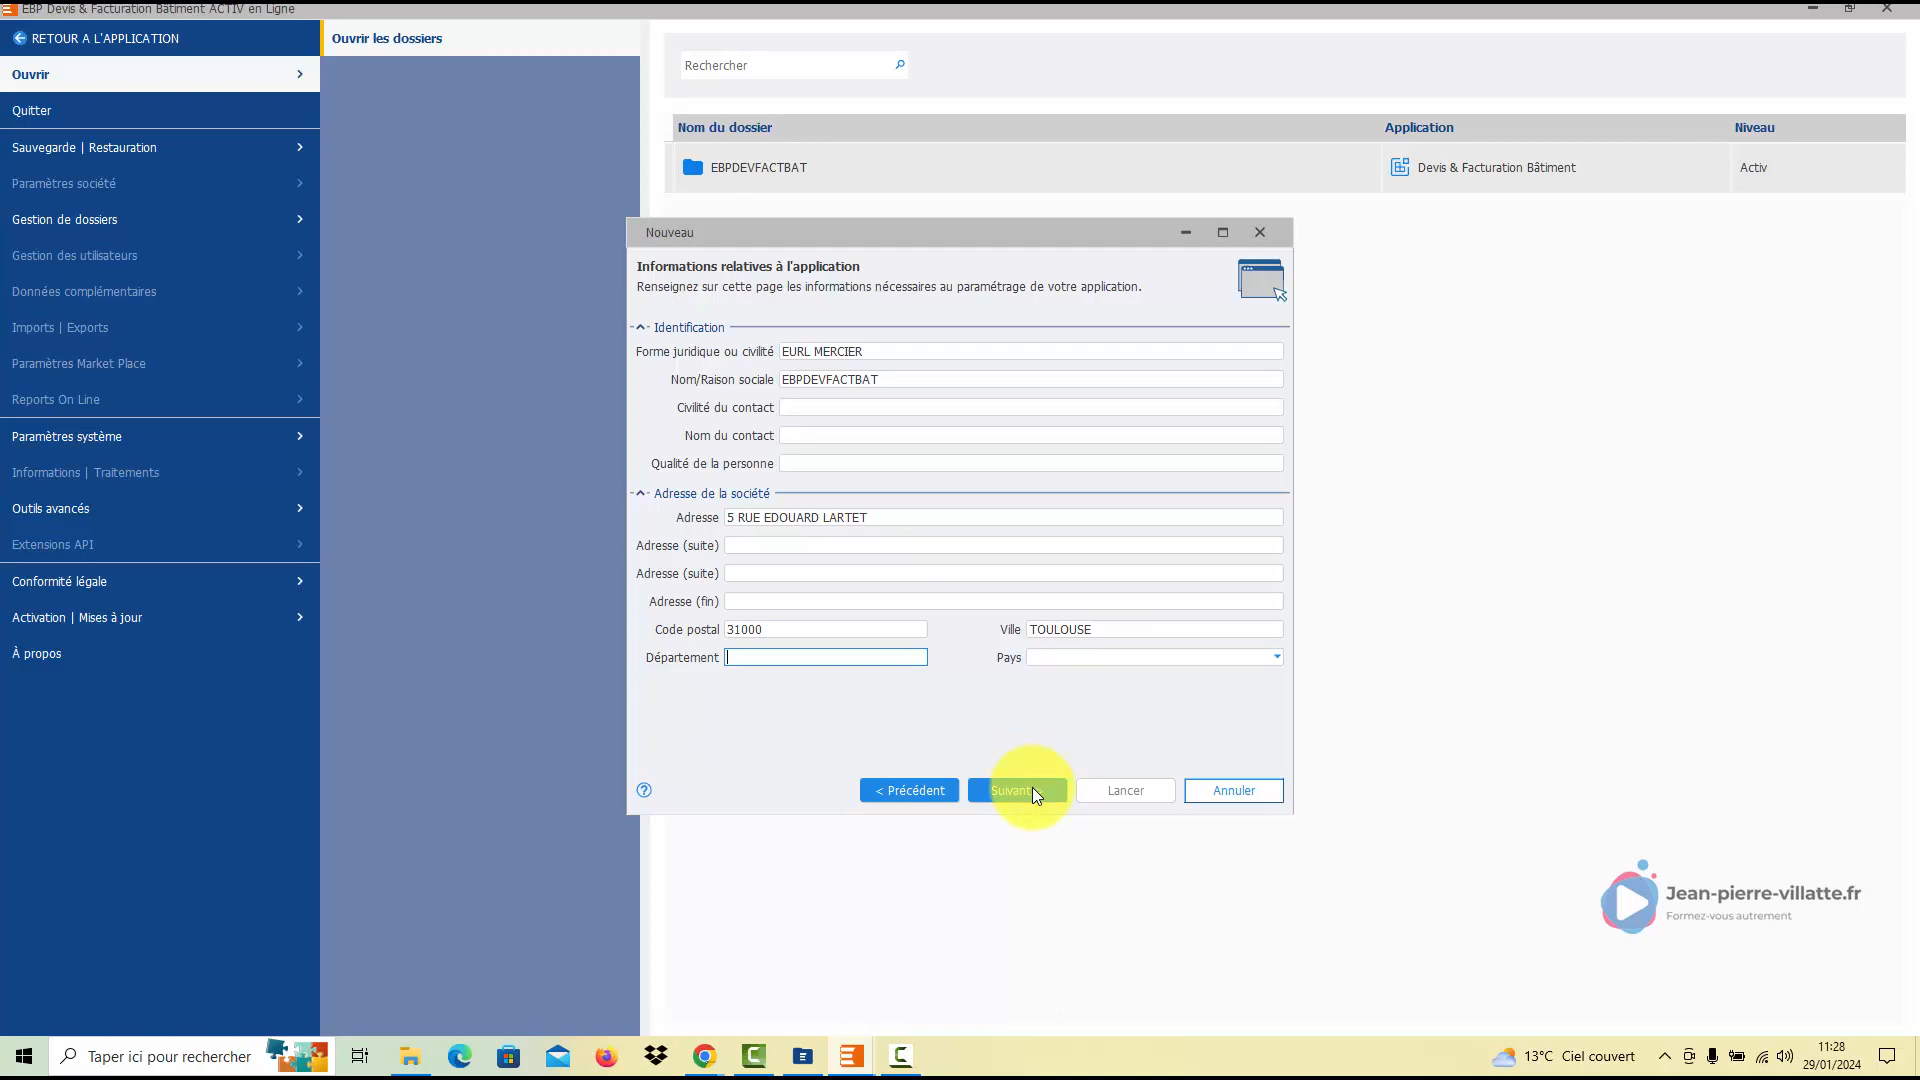 EBP Devis & Facturation Bâtiment ACTIV en Ligne
RETOUR A L'APPLICATION
Ouvrir
Quitter
Sauvegarde | Restauration
Paramètres société
Gestion de dossiers
Gestion des utilisateurs
Données complémentaires
Imports | Exports
Paramètres Market Place
Reports On Line
Paramètres système
Informations | Traitements
Outils avancés
Extensions API
Conformité légale
Activation | Mises à jour
À propos
Ouvrir les dossiers
Rechercher
Nom du dossier Application Niveau
EBPDEVFACTBAT Devis & Facturation Bâtiment Activ
Nouveau
Informations relatives à l'application
Renseignez sur cette page les informations nécessaires au paramétrage de votre application.
Identification
Forme juridique ou civilité EURL MERCIER
Nom/Raison sociale EBPDEVFACTBAT
Civilité du contact
Nom du contact
Qualité de la personne
Adresse de la société
Adresse 5 RUE EDOUARD LARTET
Adresse (suite)
Adresse (suite)
Adresse (fin)
Code postal 31000 Ville TOULOUSE
Département Pays
< Précédent Suivant Lancer Annuler
Jean-pierre-villatte.fr
Formez-vous autrement
Taper ici pour rechercher
13°C Ciel couvert
11:28
29/01/2024